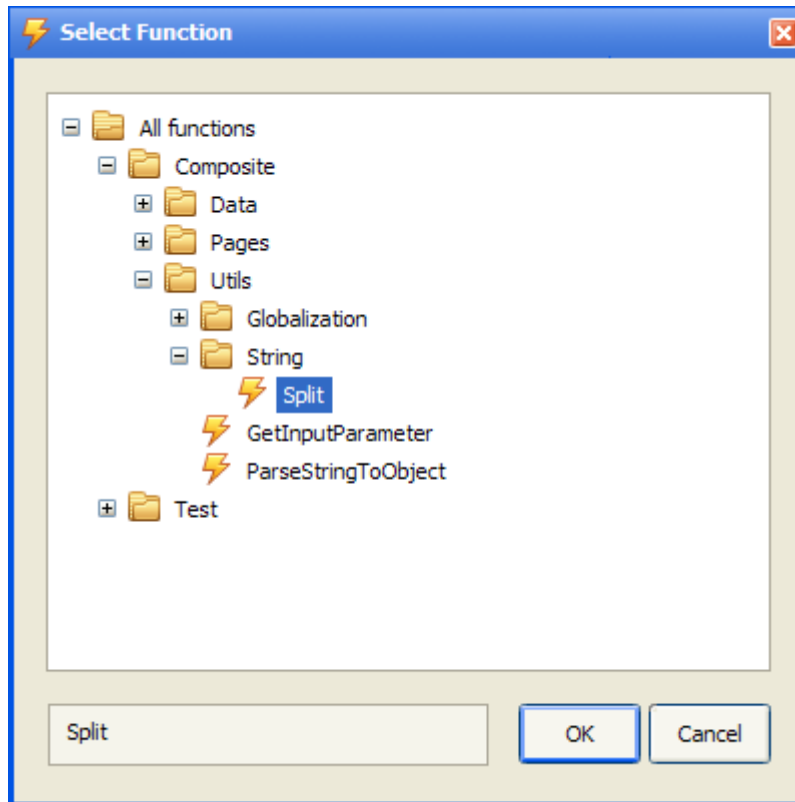 Select Function
All functions
Composite
Data
Pages
Utils
Globalization
String
Split
GetInputParameter
ParseStringToObject
Test
Split
OK Cancel